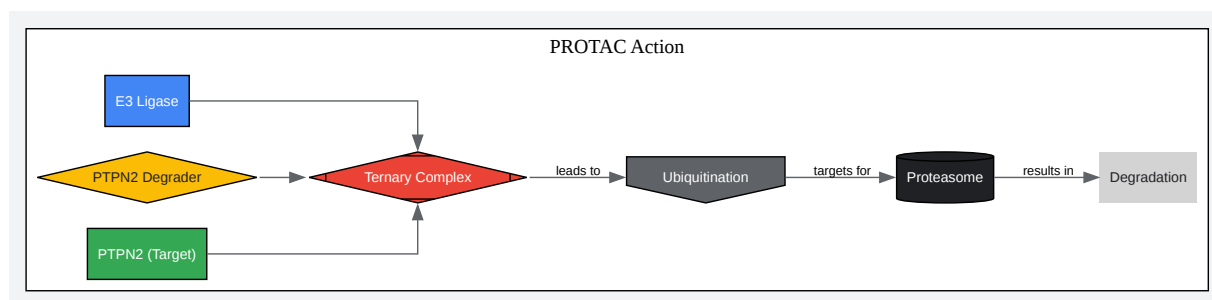 PROTAC Action
E3 Ligase
PTPN2 Degrader
Ternary Complex
leads to
Ubiquitination
targets for
Proteasome
results in
Degradation
PTPN2 (Target)